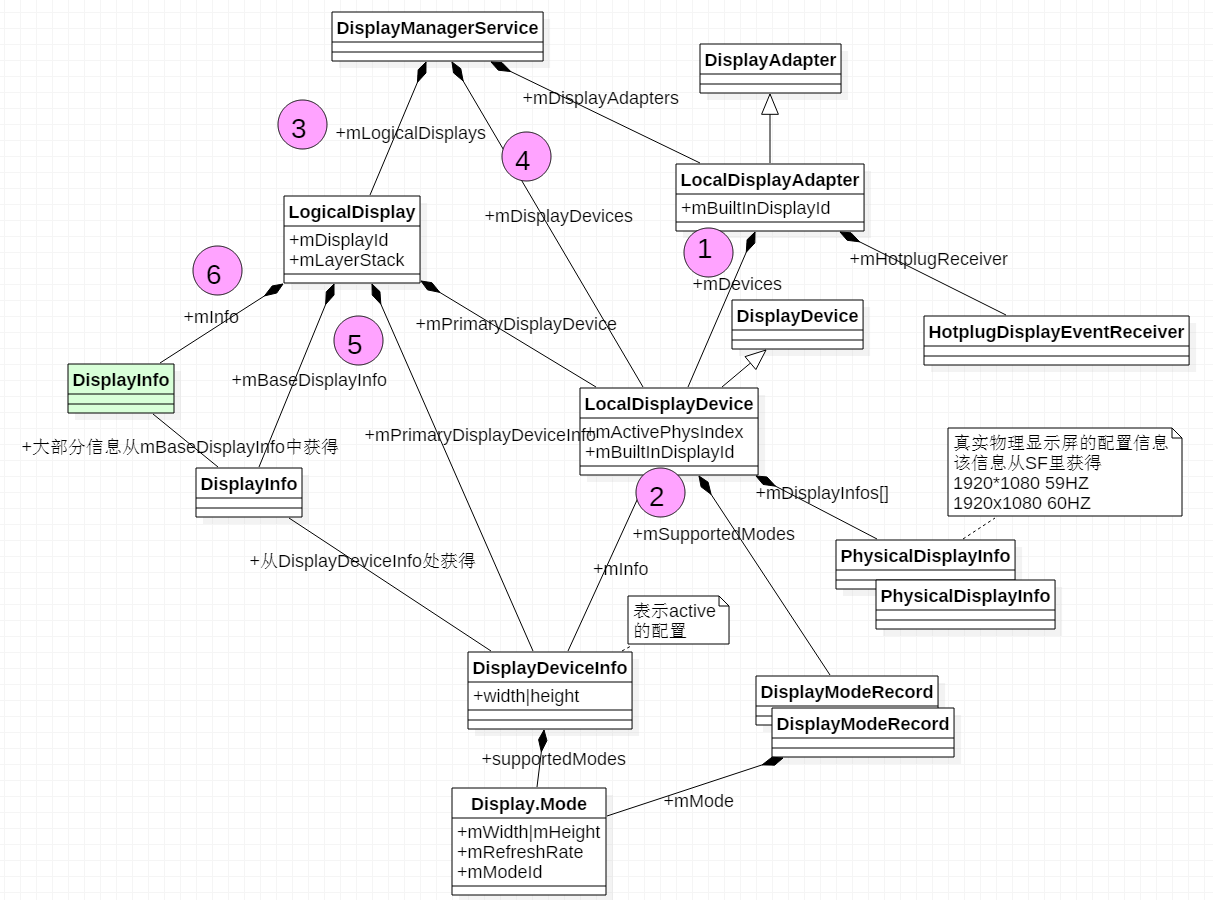 DisplayManagerService
DisplayAdapter
+mDisplayAdapters
3
+mLogicalDisplays
4
LocalDisplayAdapter
+mBuiltInDisplayId
LogicalDisplay
+mDisplayId
+mLayerStack
+mDisplayDevices
1
+mHotplugReceiver
6
+mDevices
+mInfo
DisplayDevice
+mPrimaryDisplayDevice
HotplugDisplayEventReceiver
5
DisplayInfo
+mBaseDisplayInfo
LocalDisplayDevice
+mActivePhysIndex
+mBuiltInDisplayId
+mPrimaryDisplayDeviceInfo
+大部分信息从mBaseDisplayInfo中获得
真实物理显示屏的配置信息
该信息从SF里获得
1920*1080 59HZ
1920x1080 60HZ
DisplayInfo
2
+mDisplayInfos[]
+mSupportedModes
+从DisplayDeviceInfo处获得
+mInfo
PhysicalDisplayInfo
PhysicalDisplayInfo
表示active
的配置
DisplayDeviceInfo
+width|height
DisplayModeRecord
DisplayModeRecord
+supportedModes
+mMode
Display.Mode
+mWidth|mHeight
+mRefreshRate
+mModeId